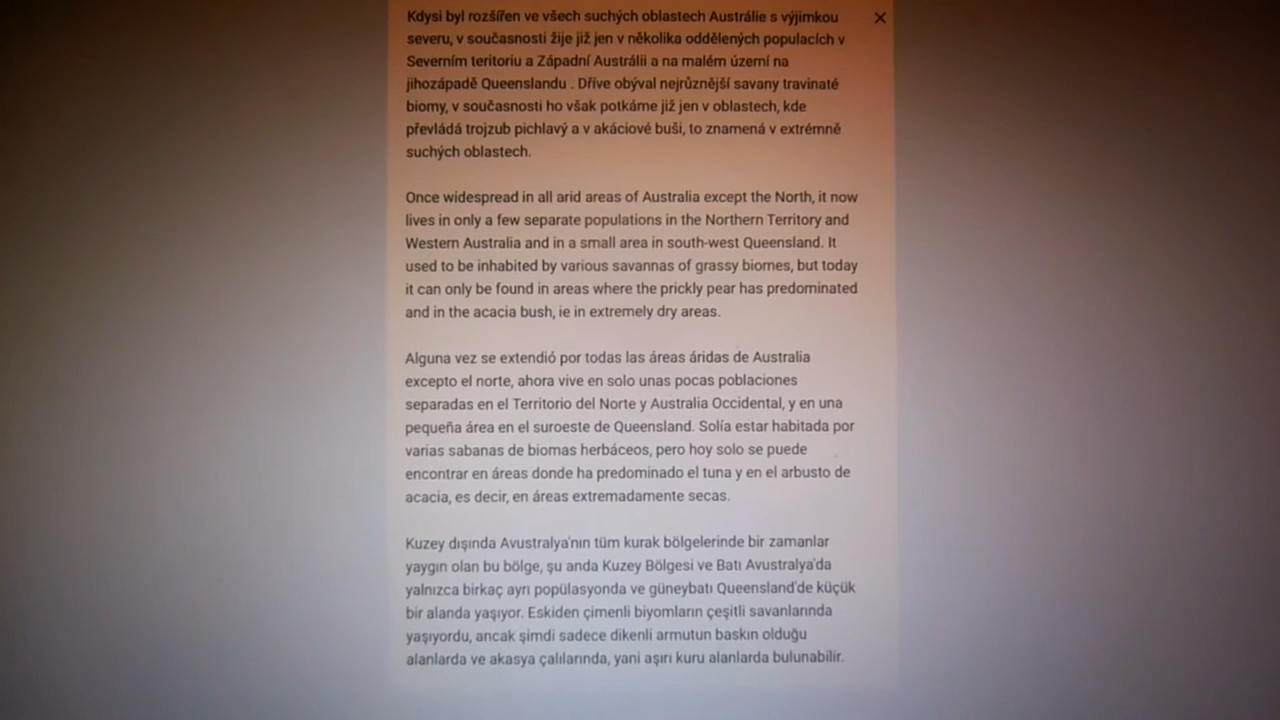 Kdysi byl rozšířen ve všech suchých oblastech Austrálie s výjimkou
severu, v současnosti žije již jen v několika oddělených populacích v
Severním teritoriu a Západní Austrálii a na malém území na
jihozápadě Queenslandu . Dříve obýval nejrůznější savany travinaté
biomy, v současnosti ho však potkáme již jen v oblastech, kde
převládá trojzub pichlavý a v akáciové buši, to znamená v extrémně
suchých oblastech.
Once widespread in all arid areas of Australia except the North, it now
lives in only a few separate populations in the Northern Territory and
Western Australia and in a small area in south-west Queensland. It
used to be inhabited by various savannas of grassy biomes, but today
it can only be found in areas where the prickly pear has predominated
and in the acacia bush, ie in extremely dry areas.
Alguna vez se extendió por todas las áreas áridas de Australia
excepto el norte, ahora vive en solo unas pocas poblaciones
separadas en el Territorio del Norte y Australia Occidental, y en una
pequeña área en el suroeste de Queensland. Solía estar habitada por
varias sabanas de biomas herbáceos, pero hoy solo se puede
encontrar en áreas donde ha predominado el tuna y en el arbusto de
acacia, es decir, en áreas extremadamente secas.
Kuzey dışında Avustralya'nın tüm kurak bölgelerinde bir zamanlar
yaygın olan bu bölge, şu anda Kuzey Bölgesi ve Batı Avustralya'da
yalnızca birkaç ayrı popülasyonda ve güneybatı Queensland'de küçük
bir alanda yaşıyor. Eskiden çimenli biyomların çeşitli savanlarında
yaşıyordu, ancak şimdi sadece dikenli armutun baskın olduğu
alanlarda ve akasya çalılarında, yani aşırı kuru alanlarda bulunabilir.